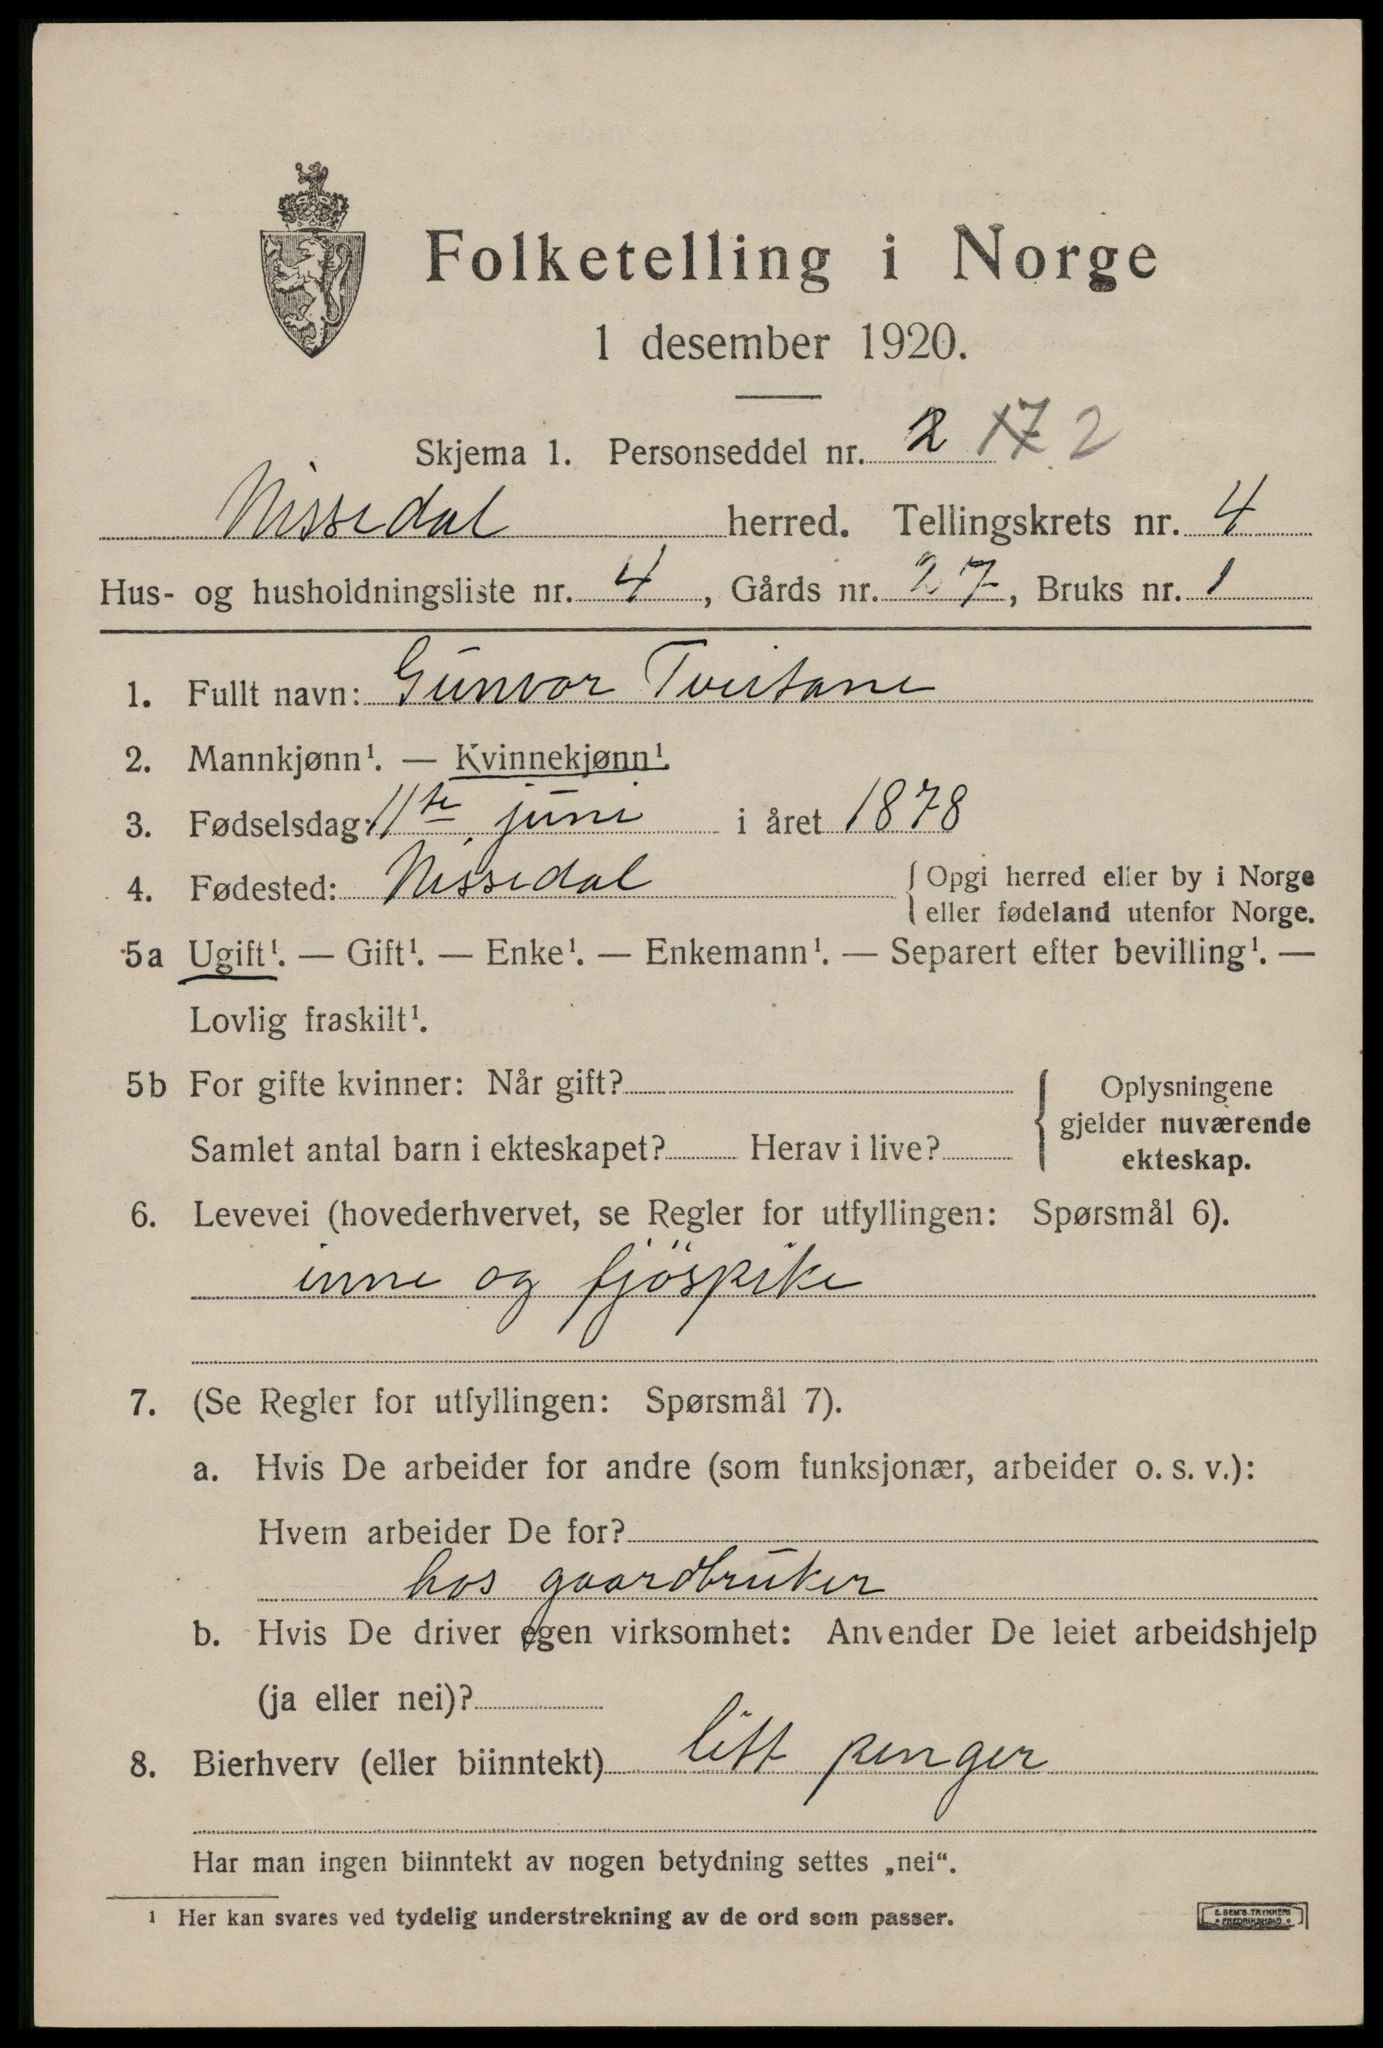 Folketelling i Norge
1 desember 1920.
Skjema 1. Personseddel nr. 2 172
Nissedal herred. Tellingskrets nr. 4
Hus- og husholdningsliste nr. 4, Gårds nr. 27, Bruks nr. 1
1. Fullt navn: Gunvor Tveitane
2. Mannkjønn¹. — Kvinnekjønn¹.
3. Fødselsdag: 11te juni i året 1878
4. Fødested: Nissedal { Opgi herred eller by i Norge
eller fødeland utenfor Norge.
5a Ugift¹. — Gift¹. — Enke¹. — Enkemann¹. — Separert efter bevilling¹. —
Lovlig fraskilt¹.
5b For gifte kvinner: Når gift? { Oplysningene
gjelder nuværende
Samlet antal barn i ekteskapet? Herav i live? ekteskap.
6. Levevei (hovederhvervet, se Regler for utfyllingen: Spørsmål 6).
inne og fjöspike
7. (Se Regler for utfyllingen: Spørsmål 7).
a. Hvis De arbeider for andre (som funksjonær, arbeider o. s. v.):
Hvem arbeider De for?
hos gaardbruker
b. Hvis De driver egen virksomhet: Anvender De leiet arbeidshjelp
(ja eller nei)?
8. Bierhverv (eller biinntekt) litt penger
Har man ingen biinntekt av nogen betydning settes „nei“.
1 Her kan svares ved tydelig understrekning av de ord som passer.
E. SEM'S TRYKKERI
FREDRIKSHALD